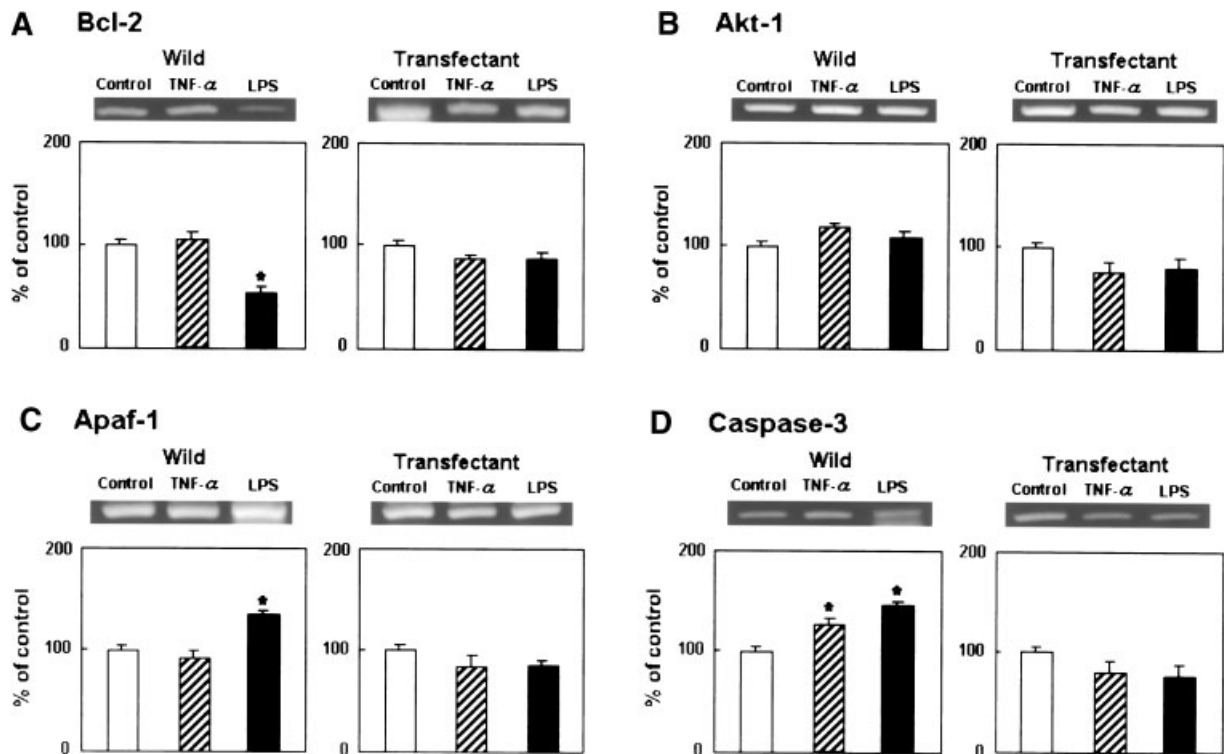 A Bcl-2
Wild
Control TNF-α LPS
Transfectant
Control TNF-α LPS
% of control
200
100
0
*
200
100
0
B Akt-1
Wild
Control TNF-α LPS
Transfectant
Control TNF-α LPS
% of control
200
100
0
200
100
0
C Apaf-1
Wild
Control TNF-α LPS
Transfectant
Control TNF-α LPS
% of control
200
100
0
*
200
100
0
D Caspase-3
Wild
Control TNF-α LPS
Transfectant
Control TNF-α LPS
% of control
200
100
0
* *
200
100
0